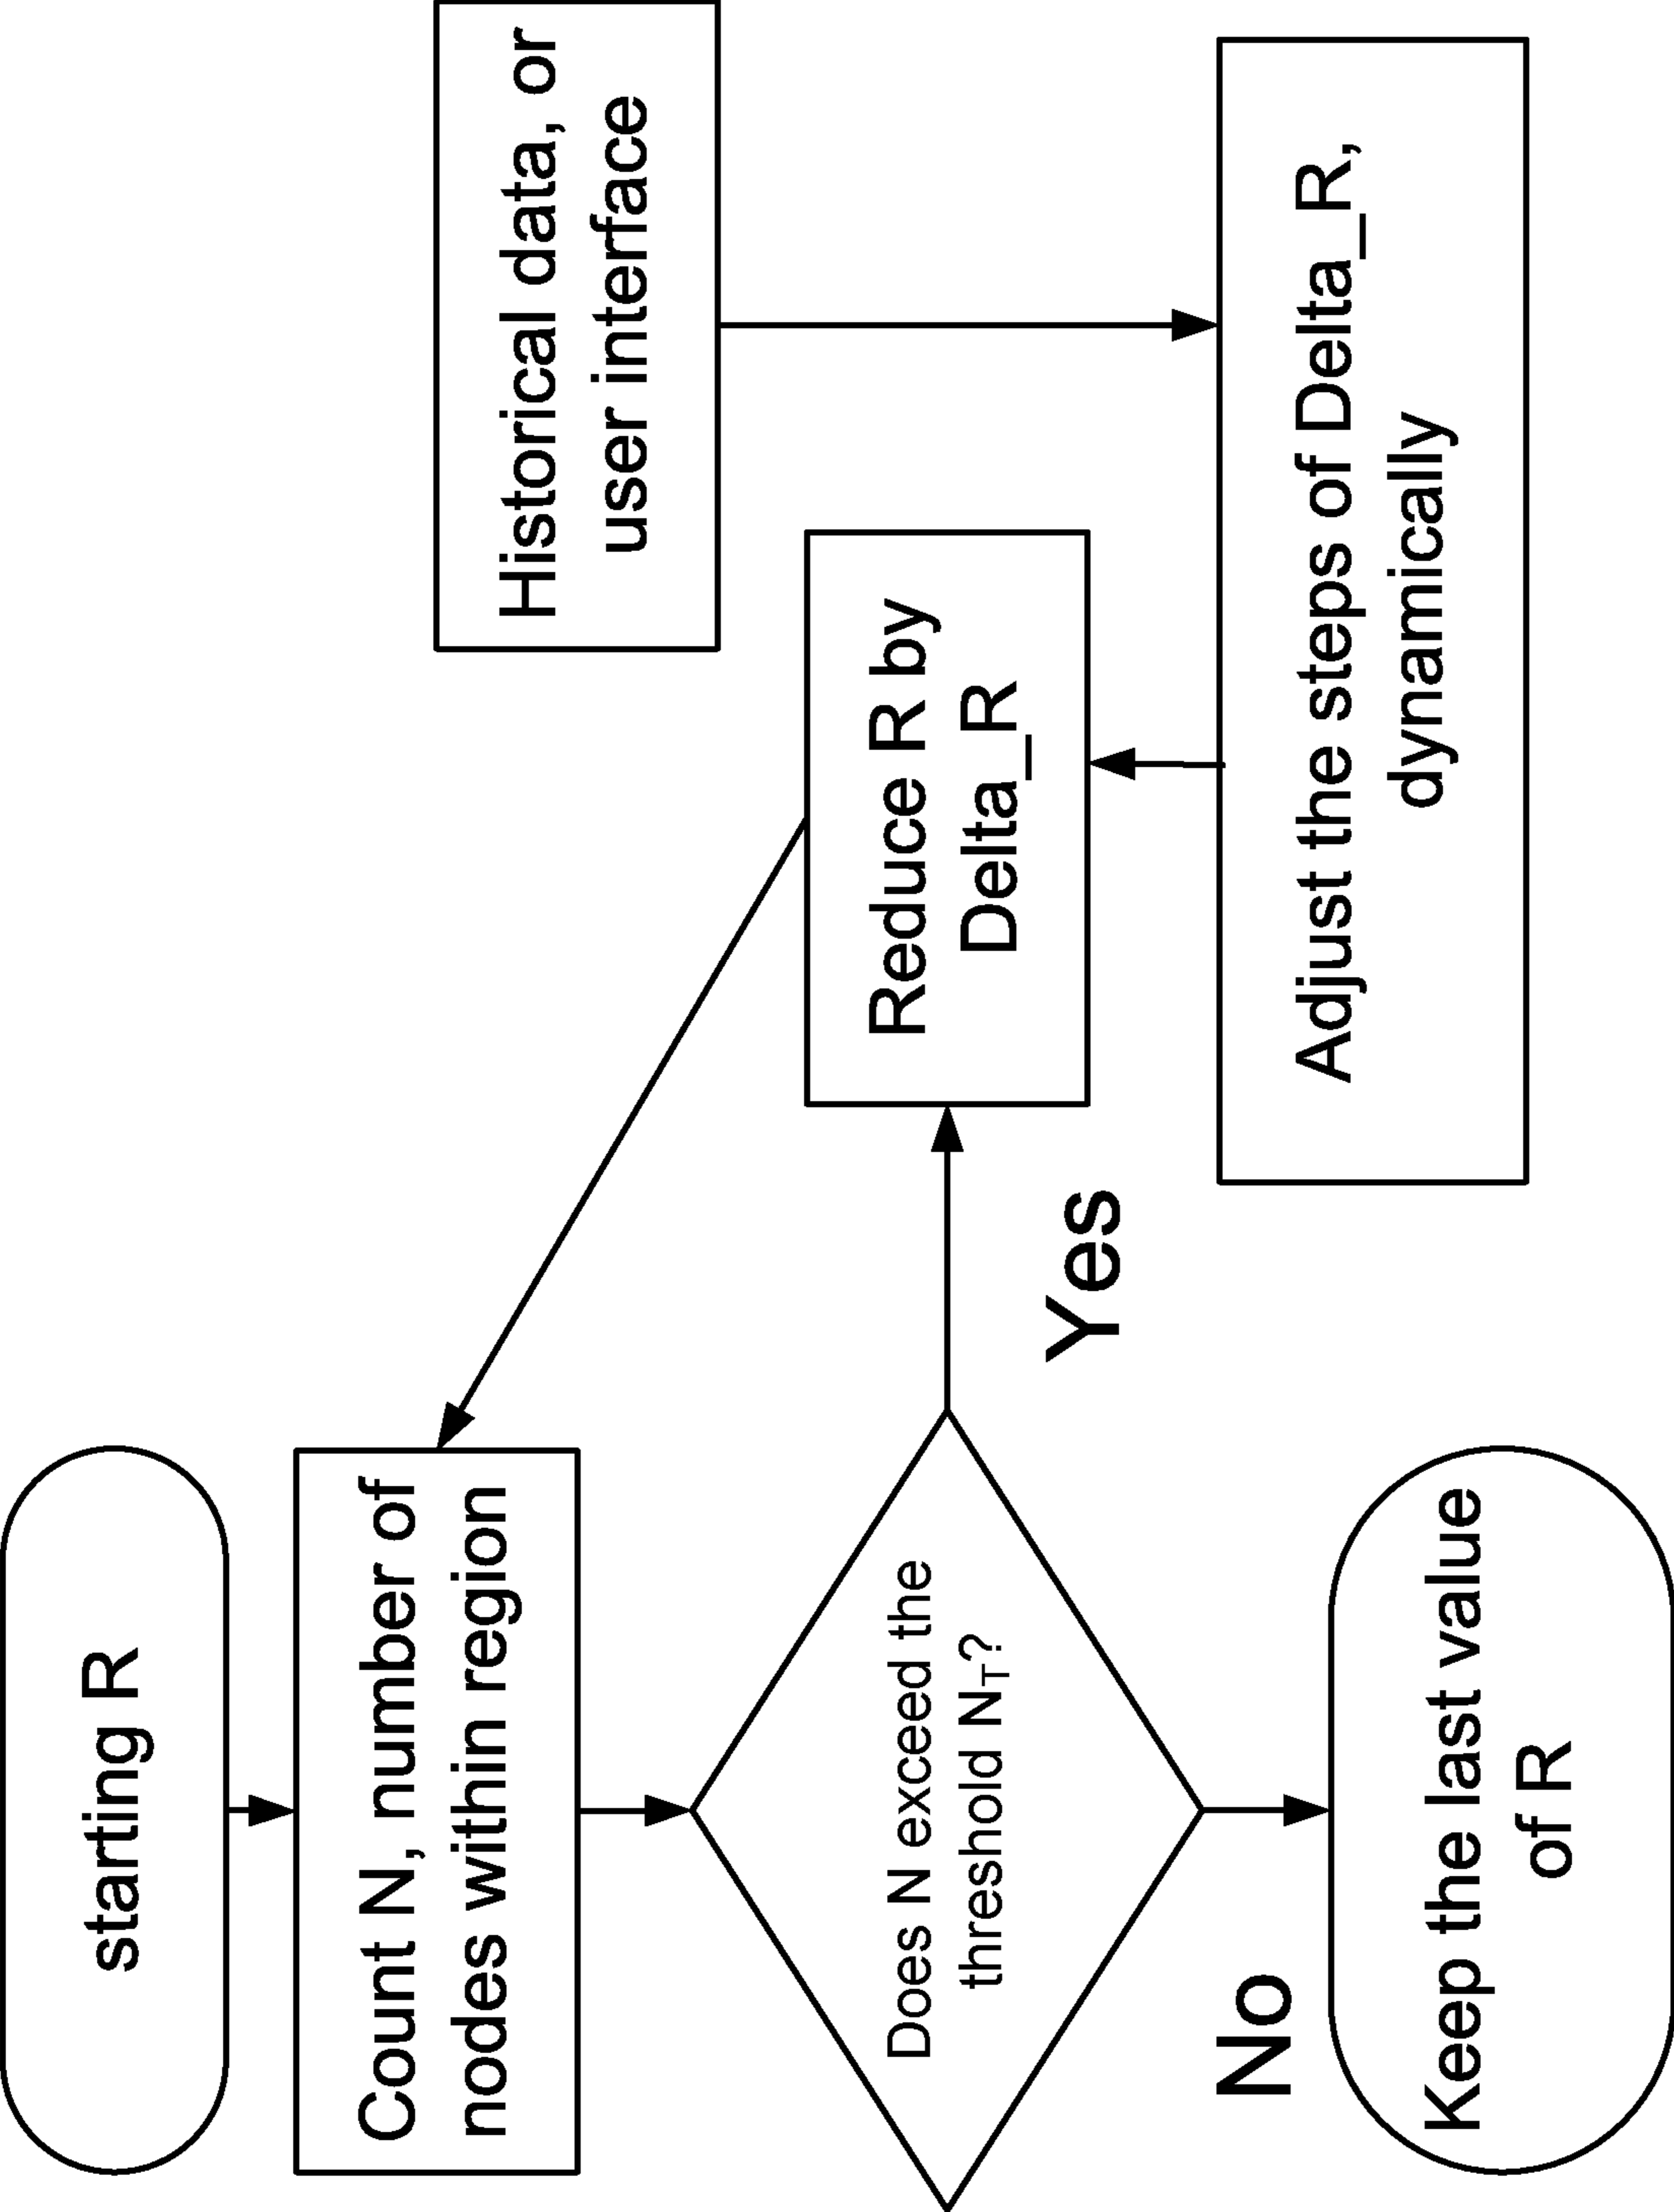 starting R
Count N, number of
nodes within region
Does N exceed the
threshold N_T?
Yes
No
Keep the last value
of R
Reduce R by
Delta_R
Historical data, or
user interface
Adjust the steps of Delta_R,
dynamically